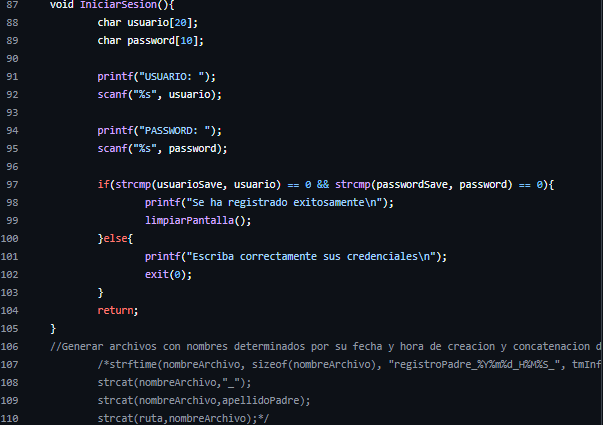 87 void IniciarSesion(){
88 char usuario[20];
89 char password[10];
90
91 printf("USUARIO: ");
92 scanf("%s", usuario);
93
94 printf("PASSWORD: ");
95 scanf("%s", password);
96
97 if(strcmp(usuarioSave, usuario) == 0 && strcmp(passwordSave, password) == 0){
98 printf("Se ha registrado exitosamente\n");
99 limpiarPantalla();
100 }else{
101 printf("Escriba correctamente sus credenciales\n");
102 exit(0);
103 }
104 return;
105 }
106 //Generar archivos con nombres determinados por su fecha y hora de creacion y concatenacion d
107 /*strftime(nombreArchivo, sizeof(nombreArchivo), "registroPadre_%Y%m%d_H%M%S_", tmInf
108 strcat(nombreArchivo,"_");
109 strcat(nombreArchivo,apellidoPadre);
110 strcat(ruta,nombreArchivo);*/